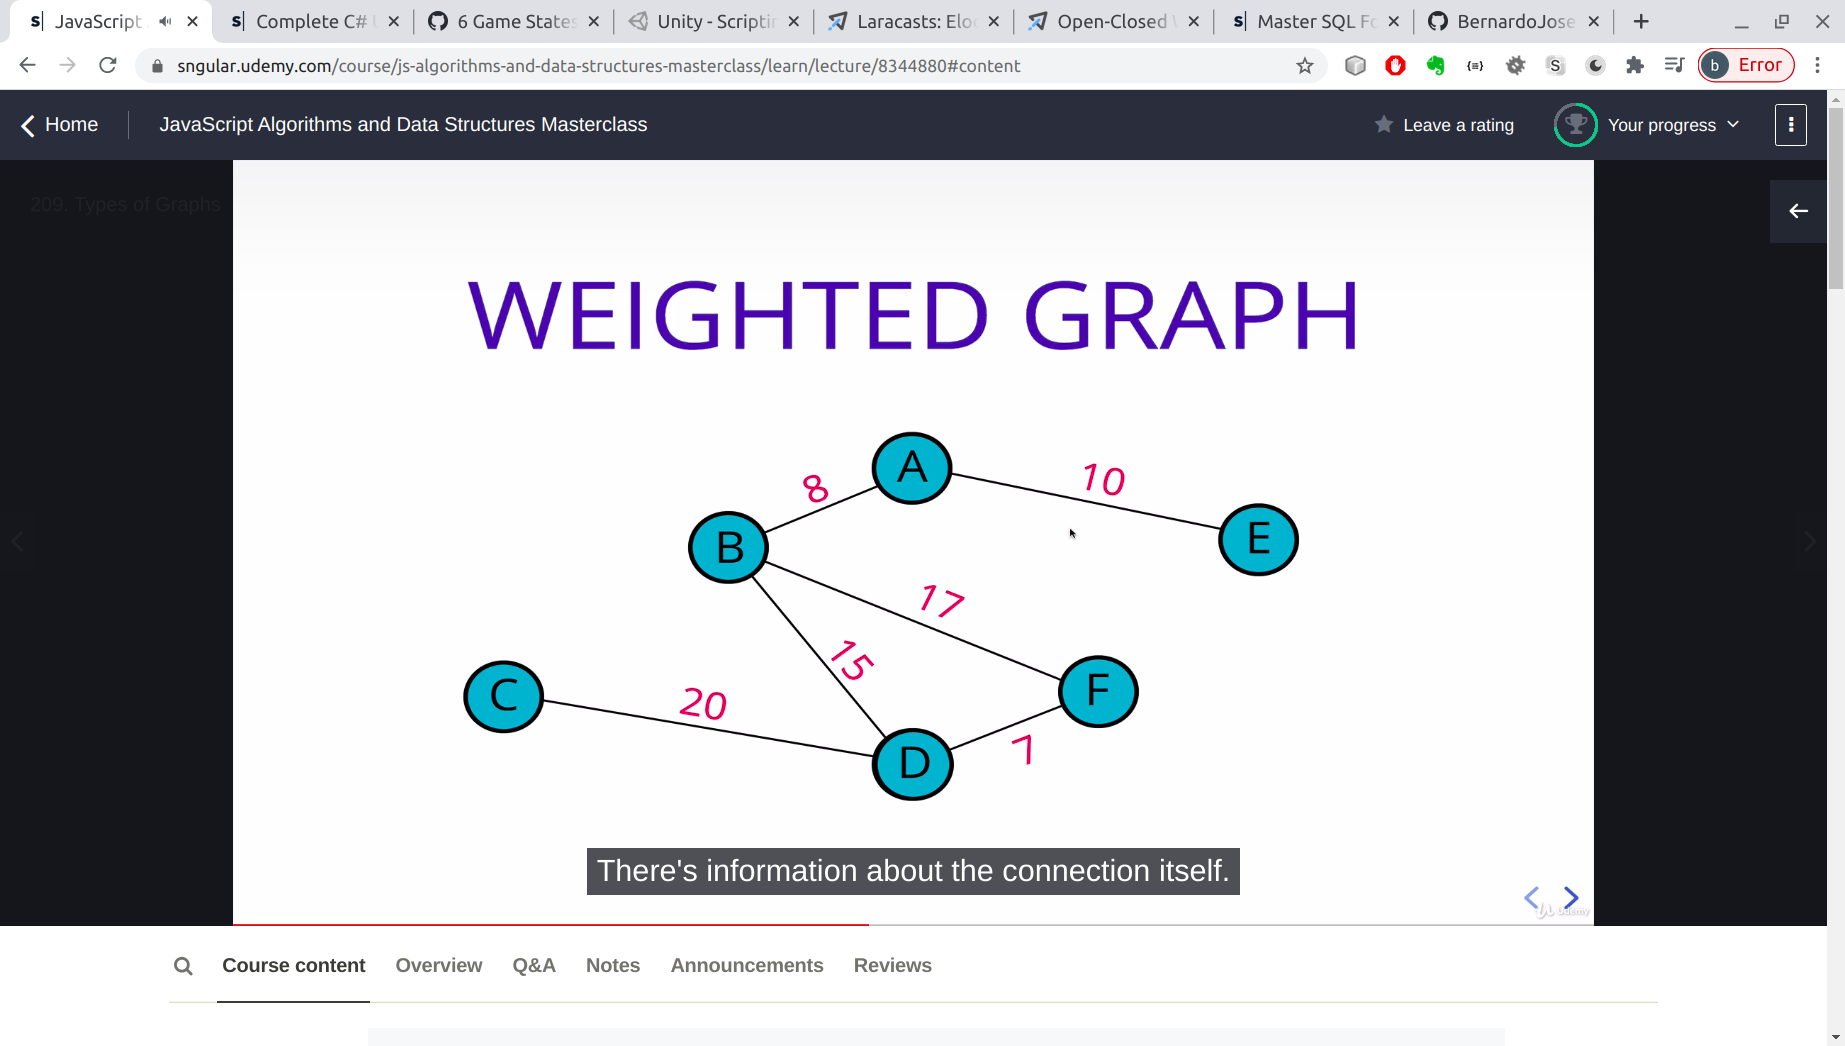 s| JavaScript
s| Complete C#
6 Game States
Unity - Scriptin
Laracasts: Elo
Open-Closed
s| Master SQL Fo
BernardoJose
sngular.udemy.com/course/js-algorithms-and-data-structures-masterclass/learn/lecture/8344880#content
S
b Error
Home
JavaScript Algorithms and Data Structures Masterclass
Leave a rating
Your progress
209. Types of Graphs
WEIGHTED GRAPH
A
8
10
B
E
17
15
C
20
F
D
7
There's information about the connection itself.
Udemy
Course content
Overview
Q&A
Notes
Announcements
Reviews